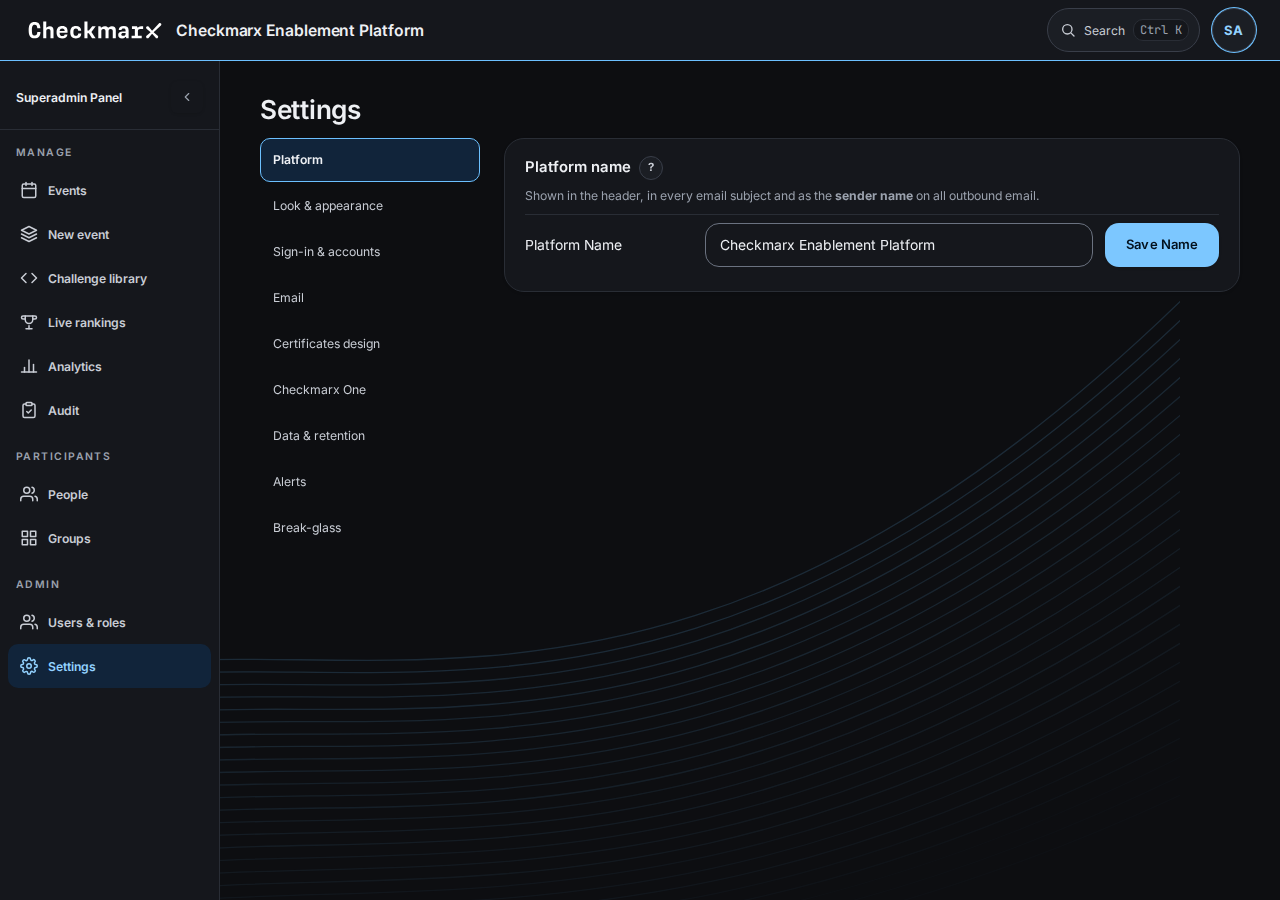 Checkmarx
Checkmarx Enablement Platform
Search
Ctrl K
SA
Superadmin Panel
MANAGE
Events
New event
Challenge library
Live rankings
Analytics
Audit
PARTICIPANTS
People
Groups
ADMIN
Users & roles
Settings
Settings
Platform
Look & appearance
Sign-in & accounts
Email
Certificates design
Checkmarx One
Data & retention
Alerts
Break-glass
Platform name
?
Shown in the header, in every email subject and as the sender name on all outbound email.
Platform Name
Checkmarx Enablement Platform
Save Name